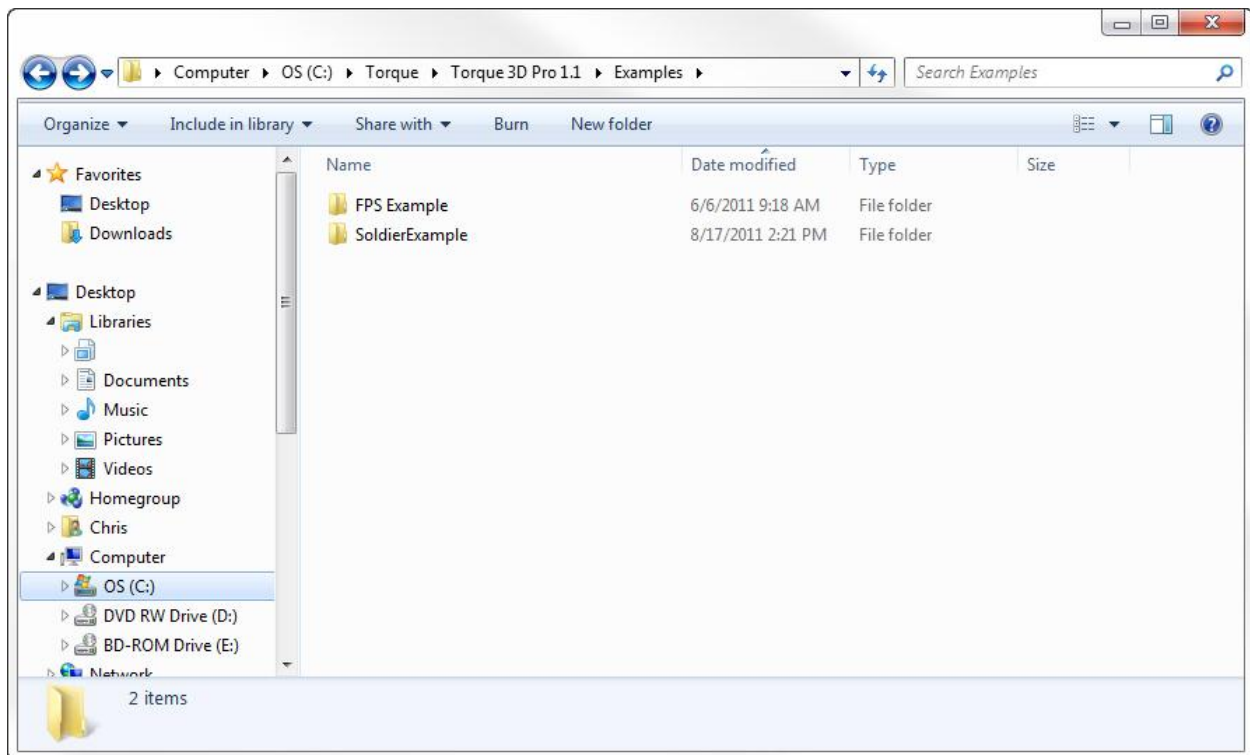 Computer OS (C:) Torque Torque 3D Pro 1.1 Examples Search Examples
Organize Include in library Share with Burn New folder
Name Date modified Type Size
FPS Example 6/6/2011 9:18 AM File folder
SoldierExample 8/17/2011 2:21 PM File folder
Favorites
Desktop
Downloads
Desktop
Libraries
Documents
Music
Pictures
Videos
Homegroup
Chris
Computer
OS (C:)
DVD RW Drive (D:)
BD-ROM Drive (E:)
Network
2 items